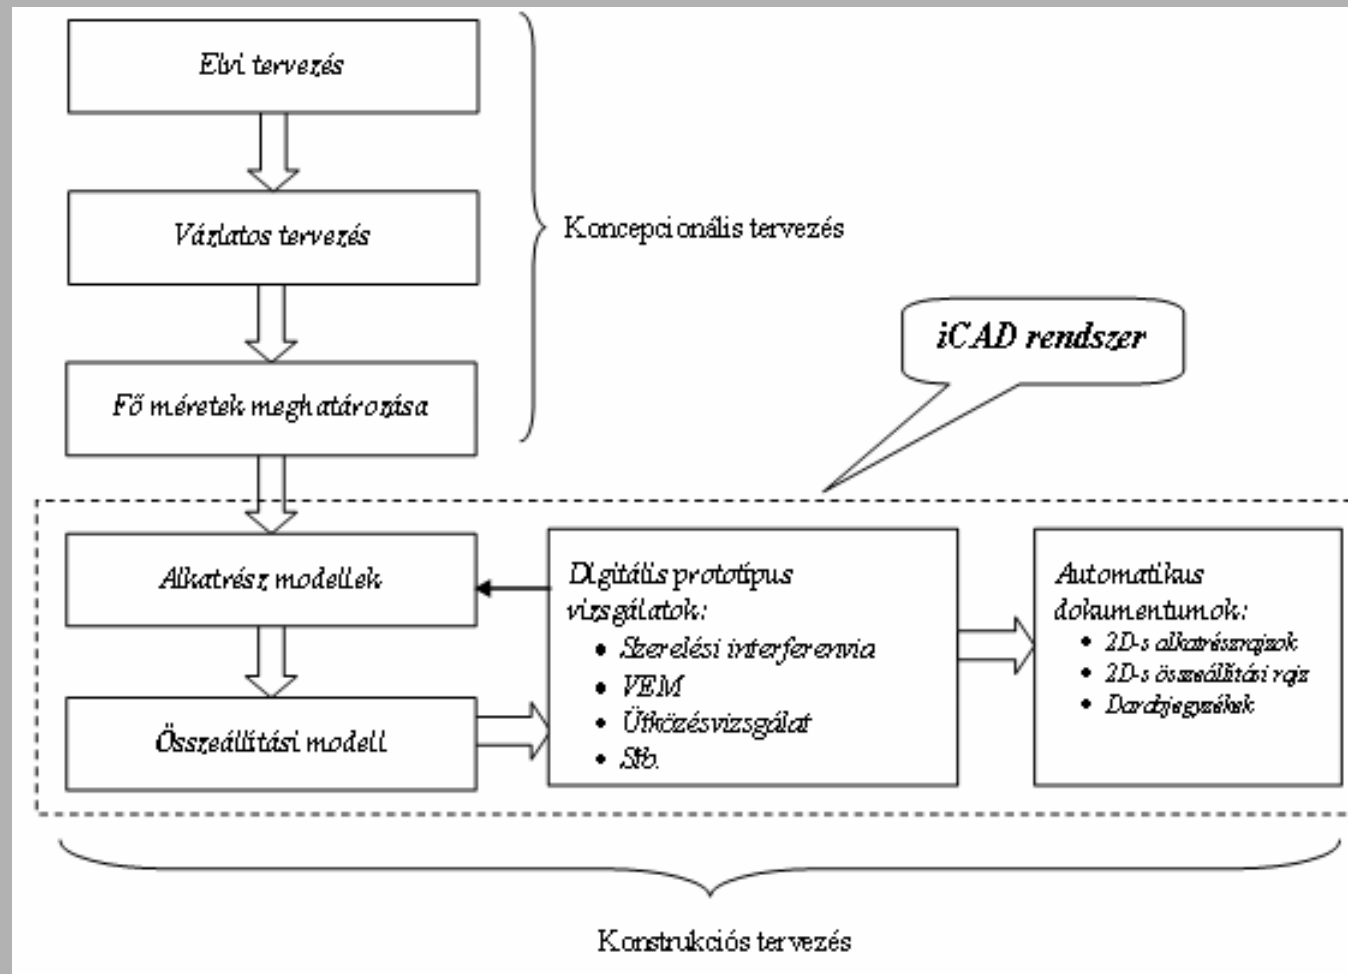 Elvi tervezés
Vázlatos tervezés
Koncepcionális tervezés
iCAD rendszer
Fő méretek meghatározása
Alkatrész modellek
Összeállítási modell
Digitális prototípus
vizsgálatok:
• Szerelési interferenvia
• VEM
• Ütközésvizsgálat
• Stb.
Automatikus
dokumentumok:
• 2D-s alkatrészrajzok
• 2D-s összeállítási rajz
• Darabjegyzékek
Konstrukciós tervezés